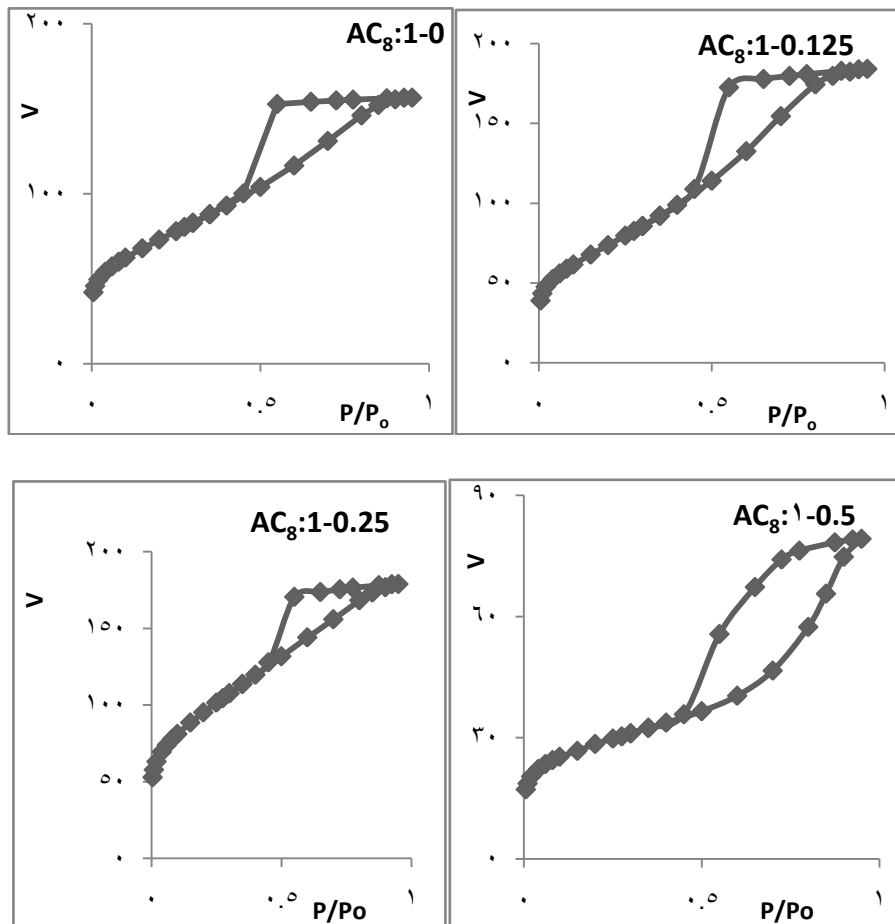 AC₈:1-0
٢٠٠
V
١٠٠
٠
٠
٠.٥
١
P/Pₒ
AC₈:1-0.125
٢٠٠
V
١٥٠
١٠٠
٥٠
٠
٠
٠.٥
١
P/Pₒ
AC₈:1-0.25
٢٠٠
V
١٥٠
١٠٠
٥٠
٠
٠
٠.٥
١
P/Po
AC₈:١-0.5
٩٠
V
٦٠
٣٠
٠
٠
٠.٥
١
P/Po